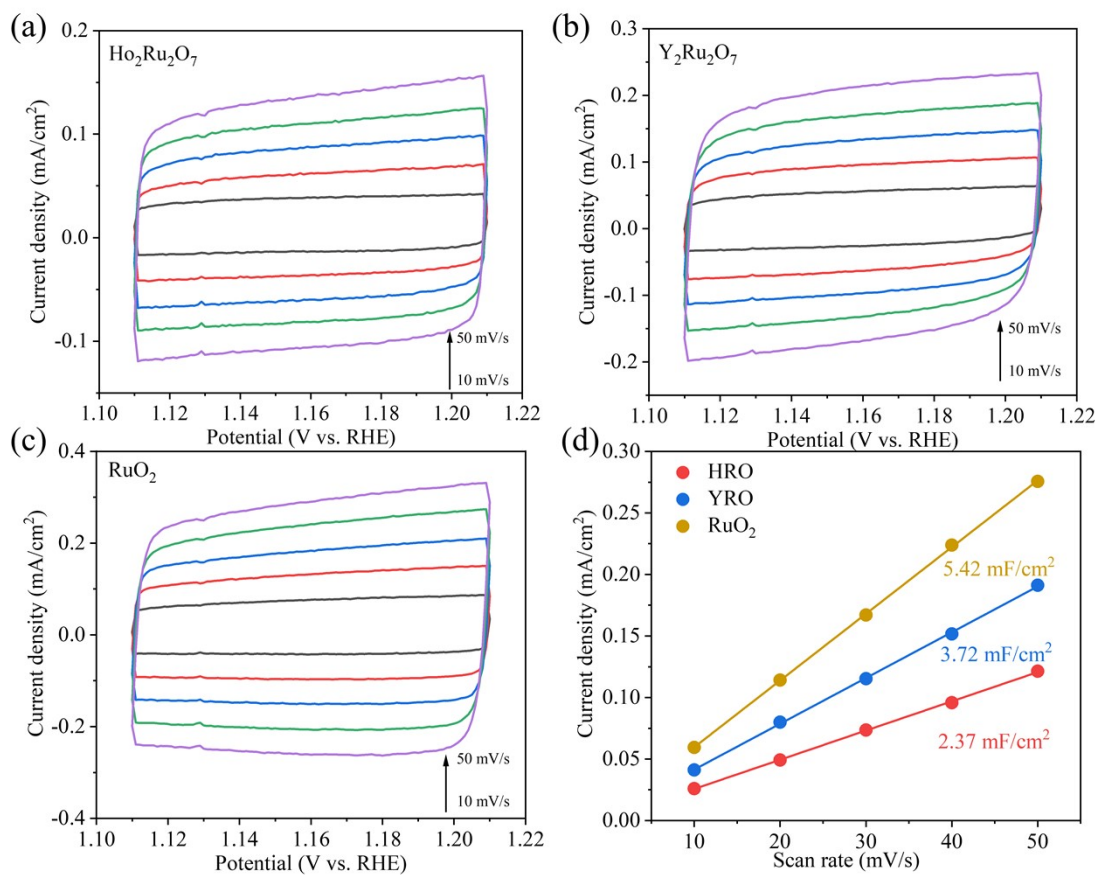 (a)
Ho₂Ru₂O₇
Current density (mA/cm²)
0.2
0.1
0.0
-0.1
50 mV/s
10 mV/s
1.10 1.12 1.14 1.16 1.18 1.20 1.22
Potential (V vs. RHE)
(b)
Y₂Ru₂O₇
Current density (mA/cm²)
0.3
0.2
0.1
0.0
-0.1
-0.2
50 mV/s
10 mV/s
1.10 1.12 1.14 1.16 1.18 1.20 1.22
Potential (V vs. RHE)
(c)
RuO₂
Current density (mA/cm²)
0.4
0.2
0.0
-0.2
-0.4
50 mV/s
10 mV/s
1.10 1.12 1.14 1.16 1.18 1.20 1.22
Potential (V vs. RHE)
(d)
HRO
YRO
RuO₂
Current density (mA/cm²)
0.30
0.25
0.20
0.15
0.10
0.05
0.00
5.42 mF/cm²
3.72 mF/cm²
2.37 mF/cm²
10 20 30 40 50
Scan rate (mV/s)